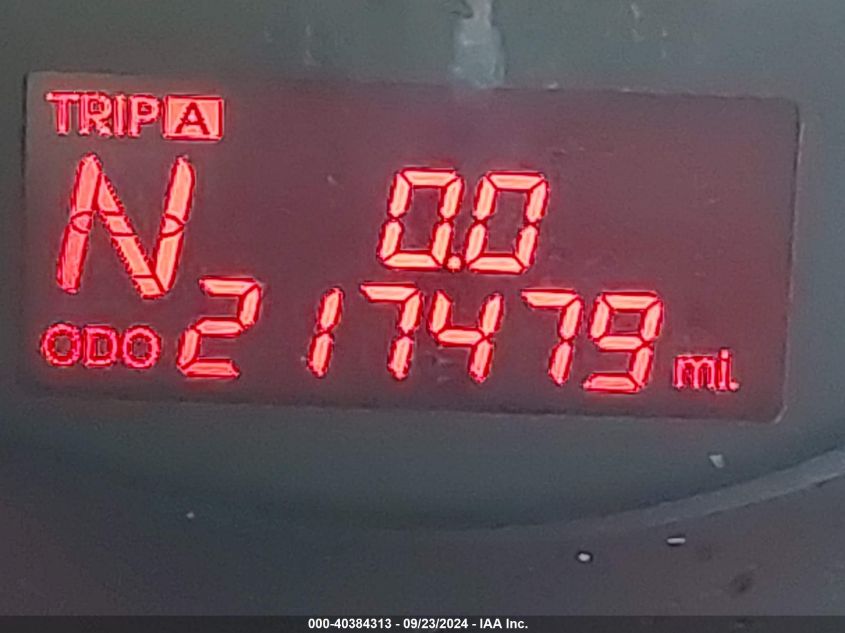 TRIP A
N 0.0
ODO 217479 mi.
000-40384313 - 09/23/2024 - IAA Inc.